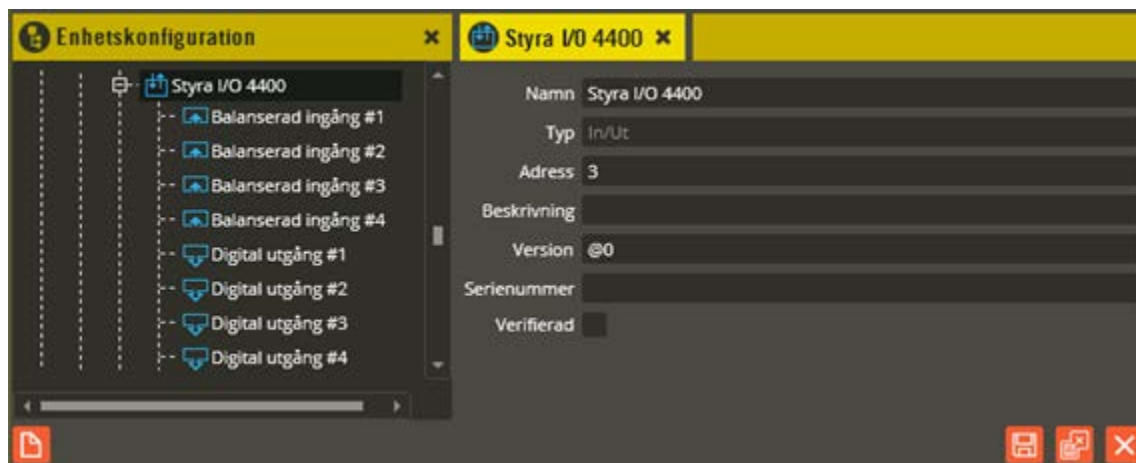 Enhetskonfiguration
Styra I/O 4400
Balanserad ingång #1
Balanserad ingång #2
Balanserad ingång #3
Balanserad ingång #4
Digital utgång #1
Digital utgång #2
Digital utgång #3
Digital utgång #4
Styra I/O 4400
Namn Styra I/O 4400
Typ In/Ut
Adress 3
Beskrivning
Version @0
Serienummer
Verifierad